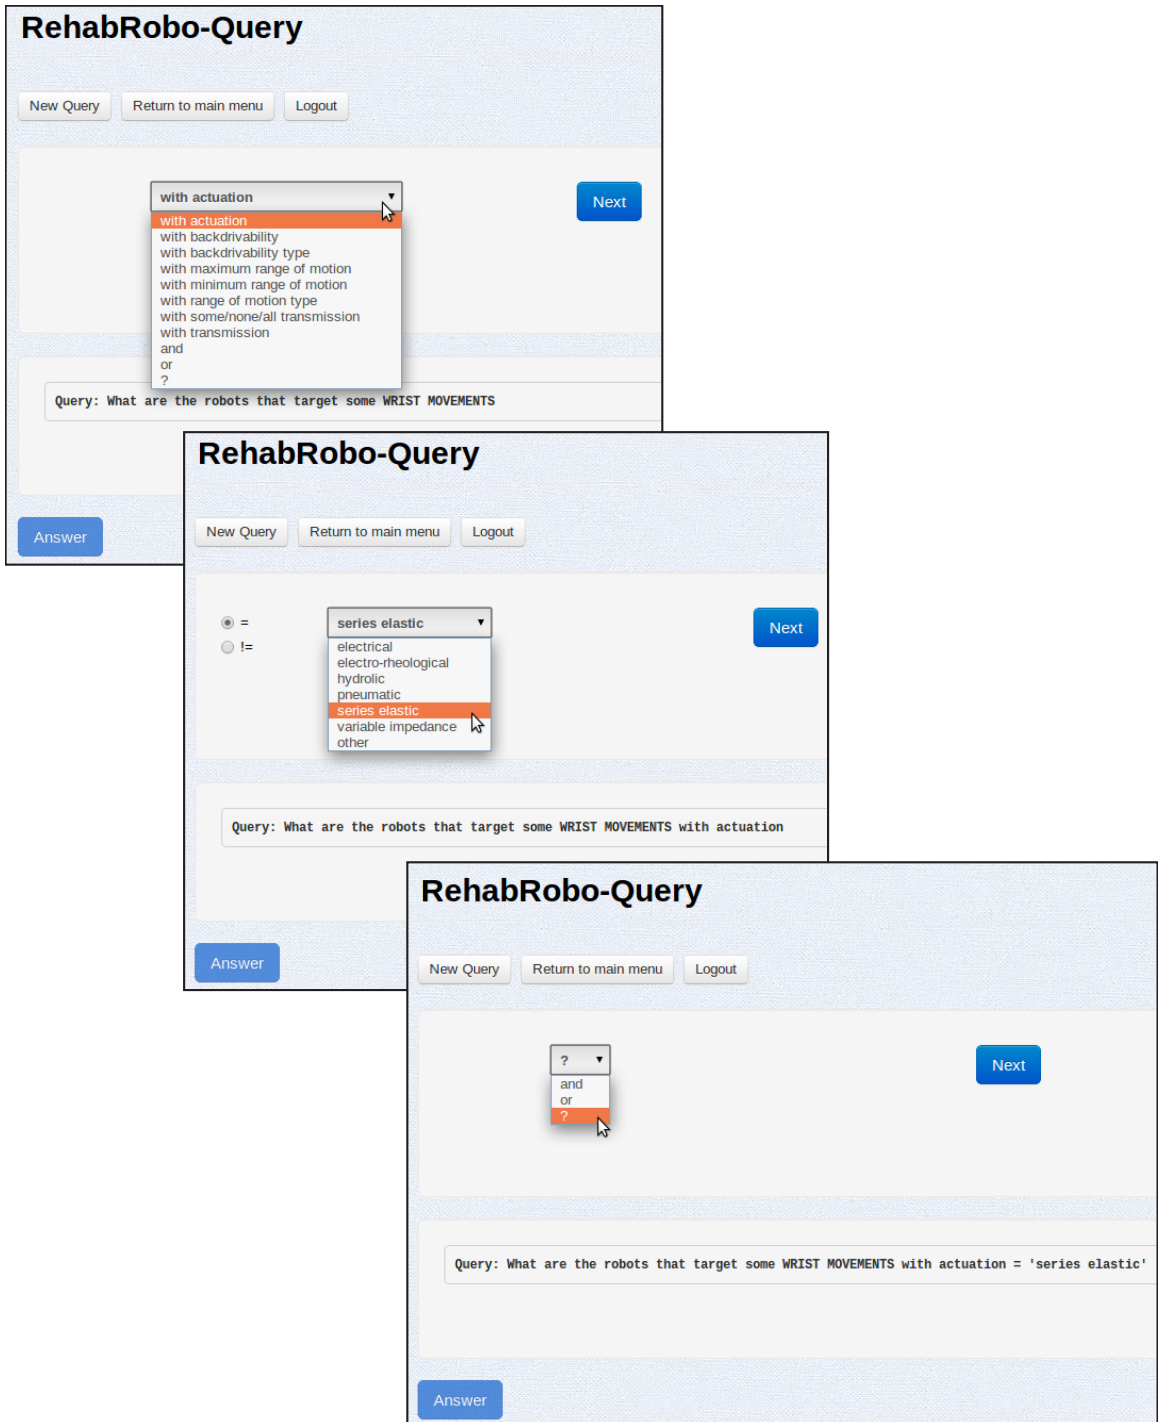 RehabRobo-Query
New Query Return to main menu Logout
with actuation
Next
with actuation
with backdrivability
with backdrivability type
with maximum range of motion
with minimum range of motion
with range of motion type
with some/none/all transmission
with transmission
and
or
?
Query: What are the robots that target some WRIST MOVEMENTS
Answer
RehabRobo-Query
New Query Return to main menu Logout
= series elastic
Next
!=
electrical
electro-rheological
hydrolic
pneumatic
series elastic
variable impedance
other
Query: What are the robots that target some WRIST MOVEMENTS with actuation
Answer
RehabRobo-Query
New Query Return to main menu Logout
?
Next
and
or
?
Query: What are the robots that target some WRIST MOVEMENTS with actuation = 'series elastic'
Answer